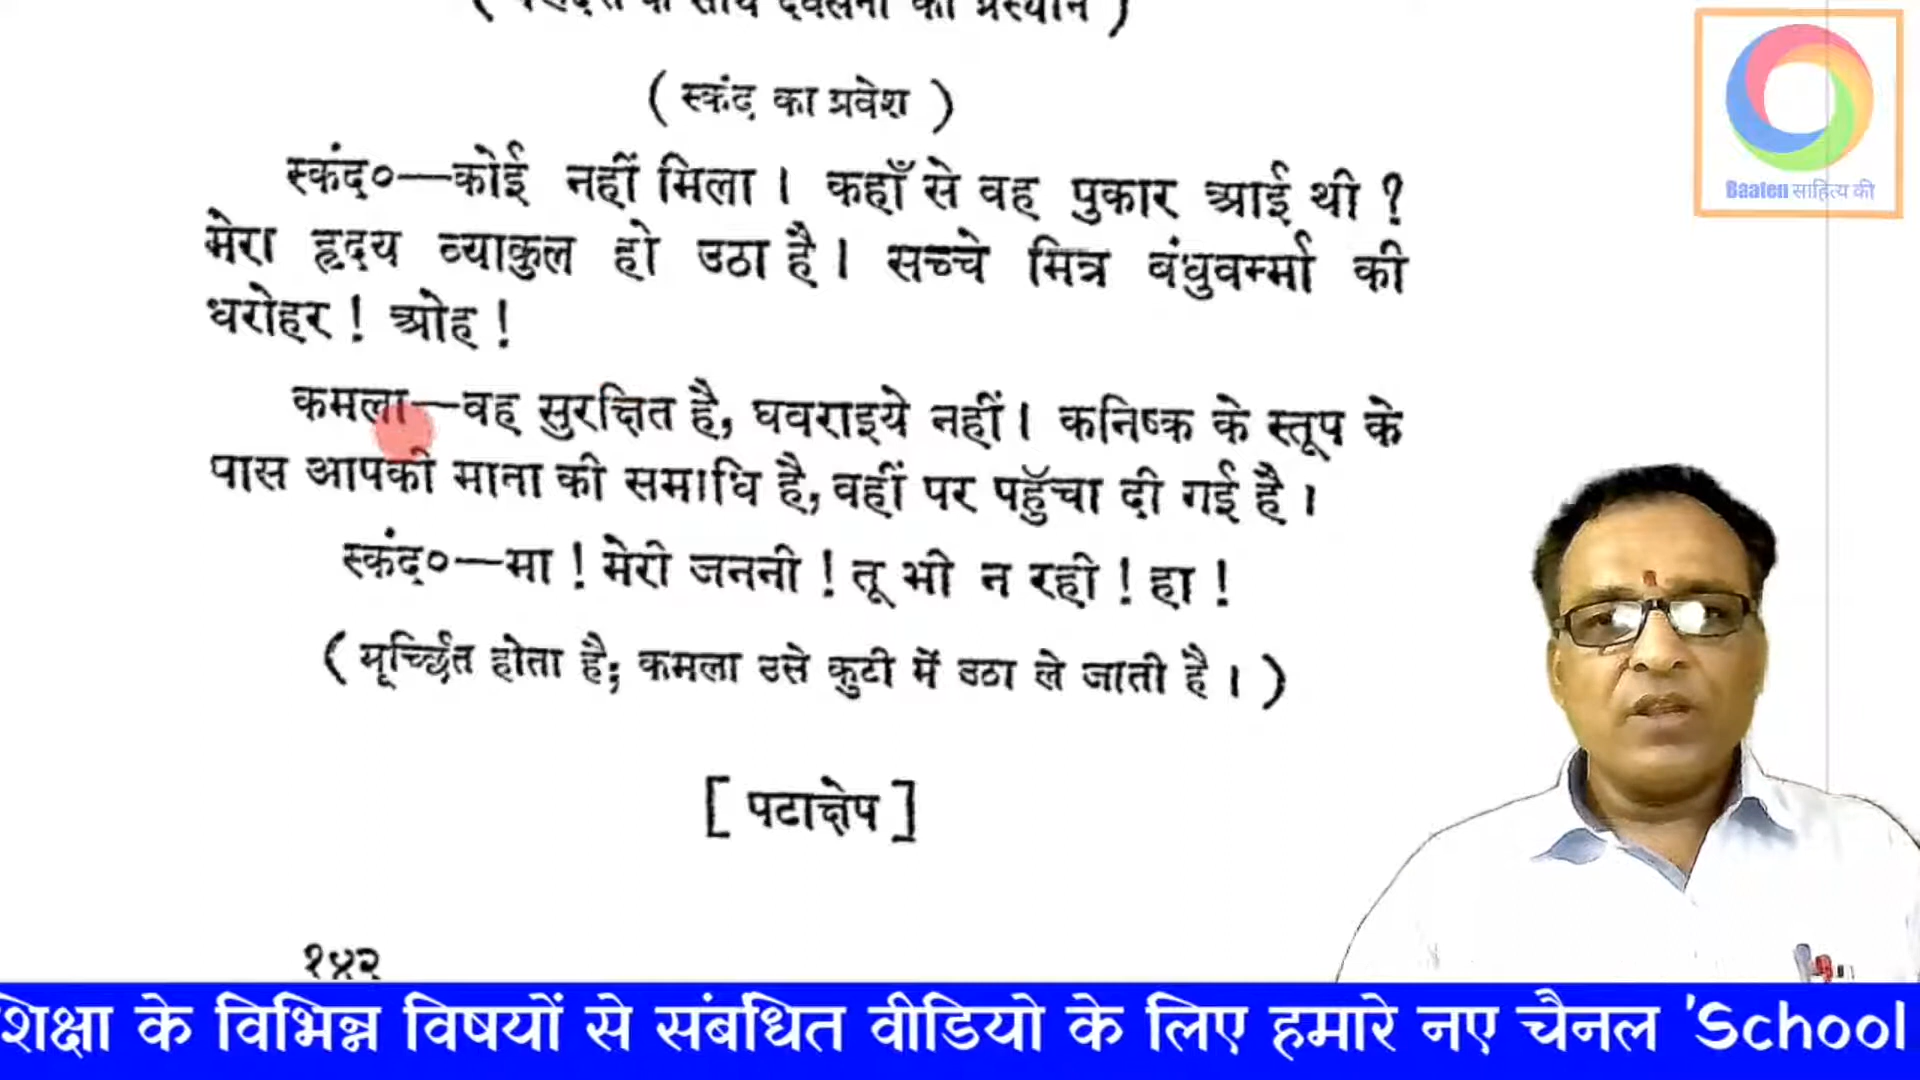 के साथ देवसेना का प्रस्थान )
( स्कंद का प्रवेश )
Baaten साहित्य की
स्कंद०—कोई नहीं मिला । कहाँ से वह पुकार आई थी ?
मेरा हृदय व्याकुल हो उठा है । सच्चे मित्र बंधुवर्म्मा की
धरोहर ! ओह !
कमला—वह सुरक्षित है, घबराइये नहीं । कनिष्क के स्तूप के
पास आपकी माता की समाधि है, वहीं पर पहुँचा दी गई है ।
स्कंद०—मा ! मेरी जननी ! तू भी न रही ! हा !
( मूर्च्छित होता है; कमला उसे कुटी में उठा ले जाती है । )
[ पटाक्षेप ]
१४२
शिक्षा के विभिन्न विषयों से संबंधित वीडियो के लिए हमारे नए चैनल 'School